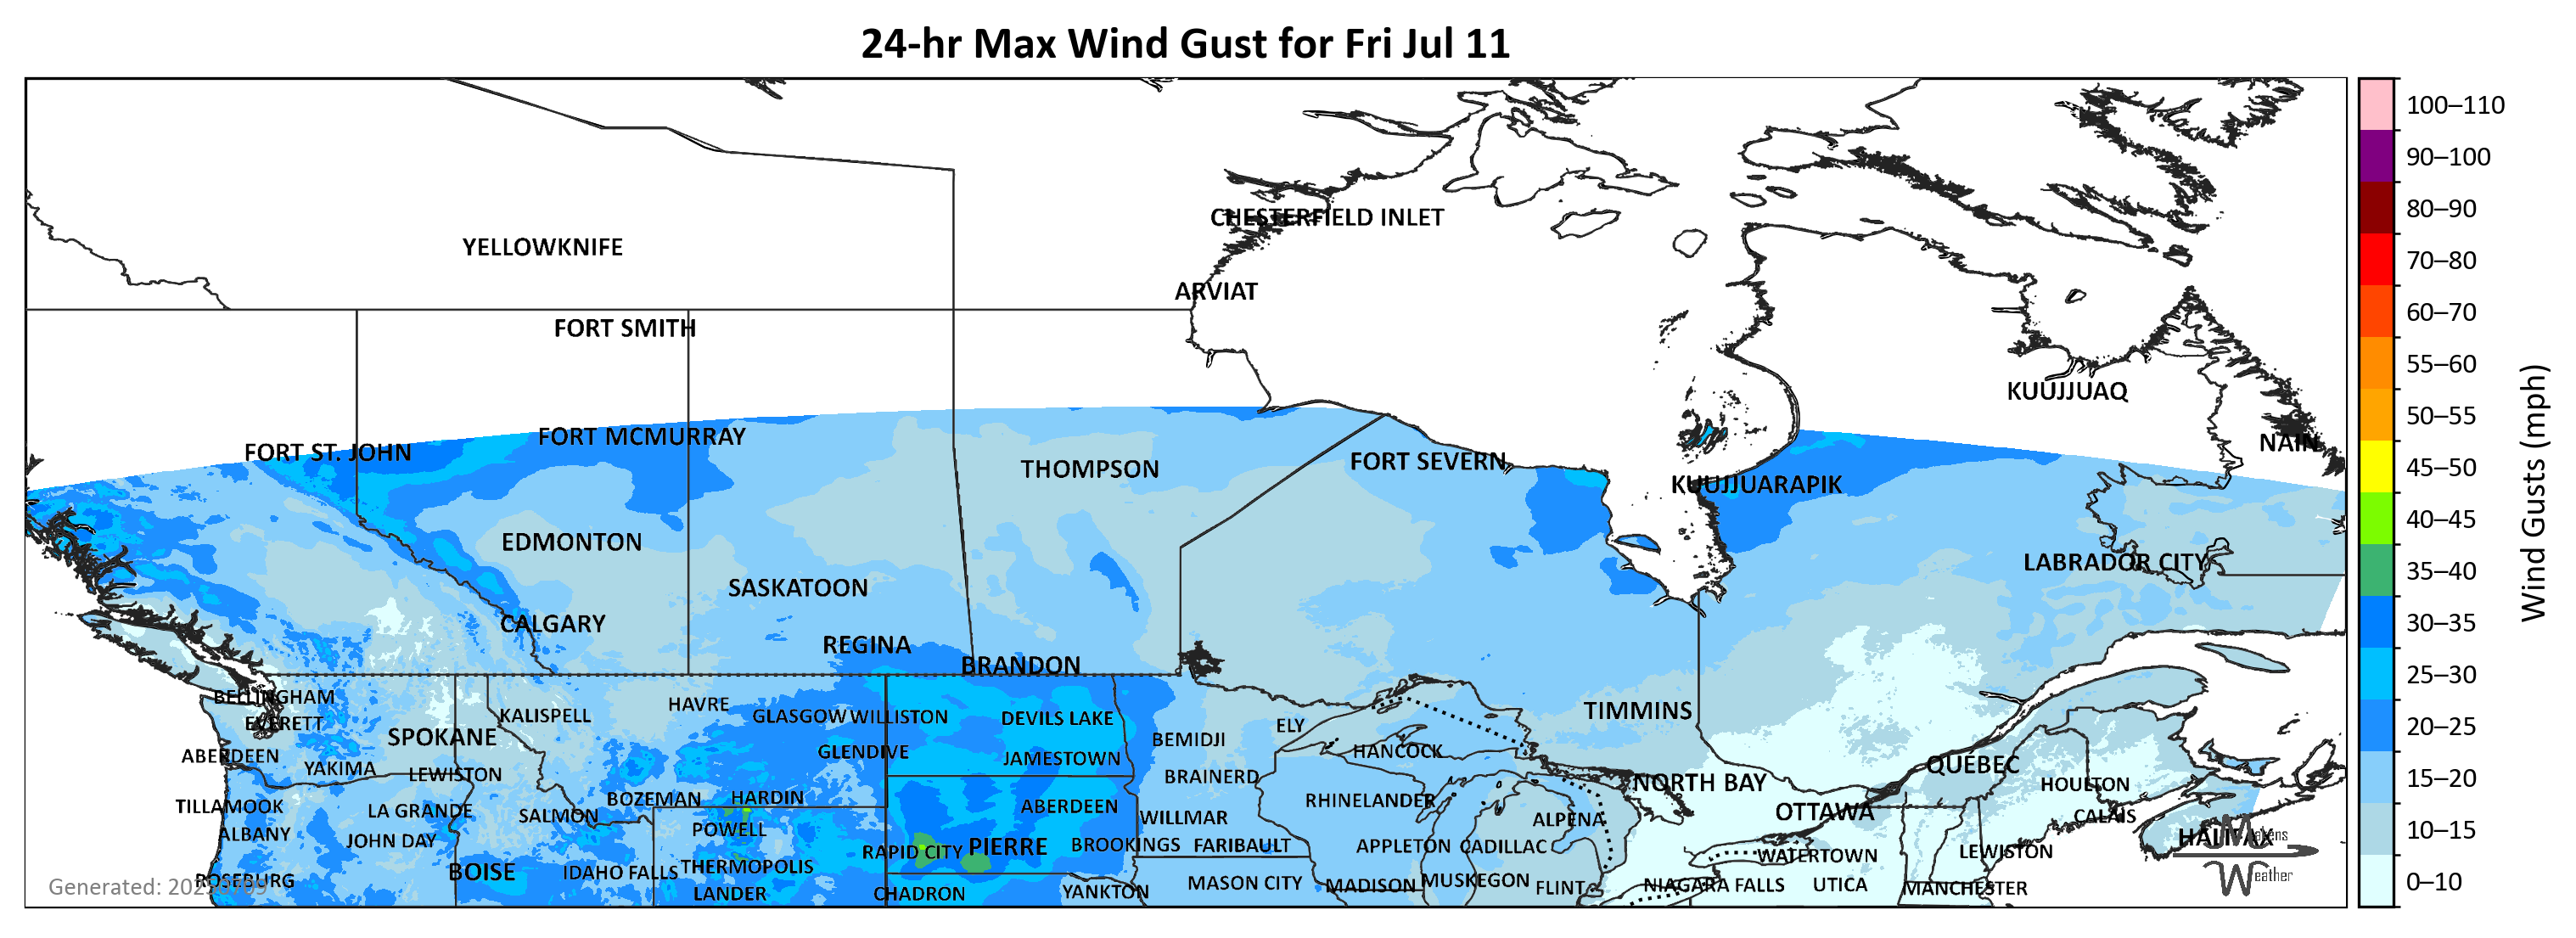 24-hr Max Wind Gust for Fri Jul 11
100–110
90–100
CHESTERFIELD INLET
80–90
YELLOWKNIFE
70–80
ARVIAT
60–70
FORT SMITH
55–60
KUUJJUAQ
50–55
FORT MCMURRAY
NAIN
FORT ST. JOHN
FORT SEVERN
THOMPSON
45–50
KUUJJUARAPIK
Wind Gusts (mph)
40–45
EDMONTON
LABRADOR CITY
35–40
SASKATOON
CALGARY
30–35
REGINA
BRANDON
25–30
BELLINGHAM
HAVRE
TIMMINS
KALISPELL
GLASGOW WILLISTON
DEVILS LAKE
EVERETT
ELY
20–25
SPOKANE
BEMIDJI
GLENDIVE
HANCOCK
ABERDEEN
JAMESTOWN
QUÉBEC
YAKIMA
LEWISTON
BRAINERD
15–20
NORTH BAY
HOULTON
BOZEMAN
HARDIN
RHINELANDER
TILLAMOOK
ABERDEEN
LA GRANDE
OTTAWA
SALMON
WILLMAR
CALAIS
ALPENA
10–15
POWELL
ALBANY
HALIFAX
JOHN DAY
BROOKINGS
FARIBAULT
APPLETON
CADILLAC
PIERRE
RAPID CITY
LEWISTON
WATERTOWN
THERMOPOLIS
BOISE
IDAHO FALLS
Weather
ROSEBURG
MUSKEGON
0–10
MASON CITY
MADISON
NIAGARA FALLS
UTICA
Generated:
FLINT
MANCHESTER
YANKTON
LANDER
CHADRON